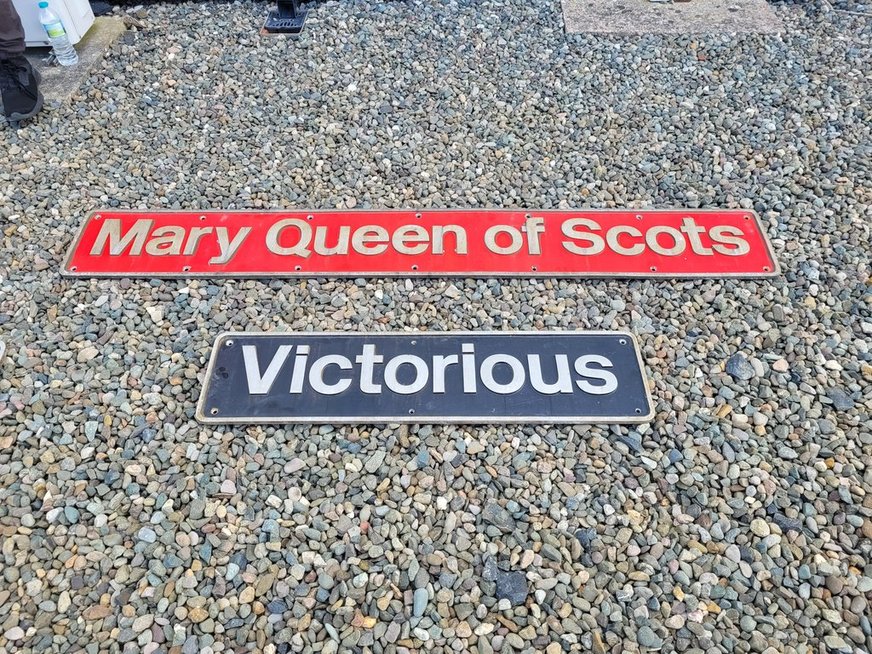 Mary Queen of Scots
Victorious